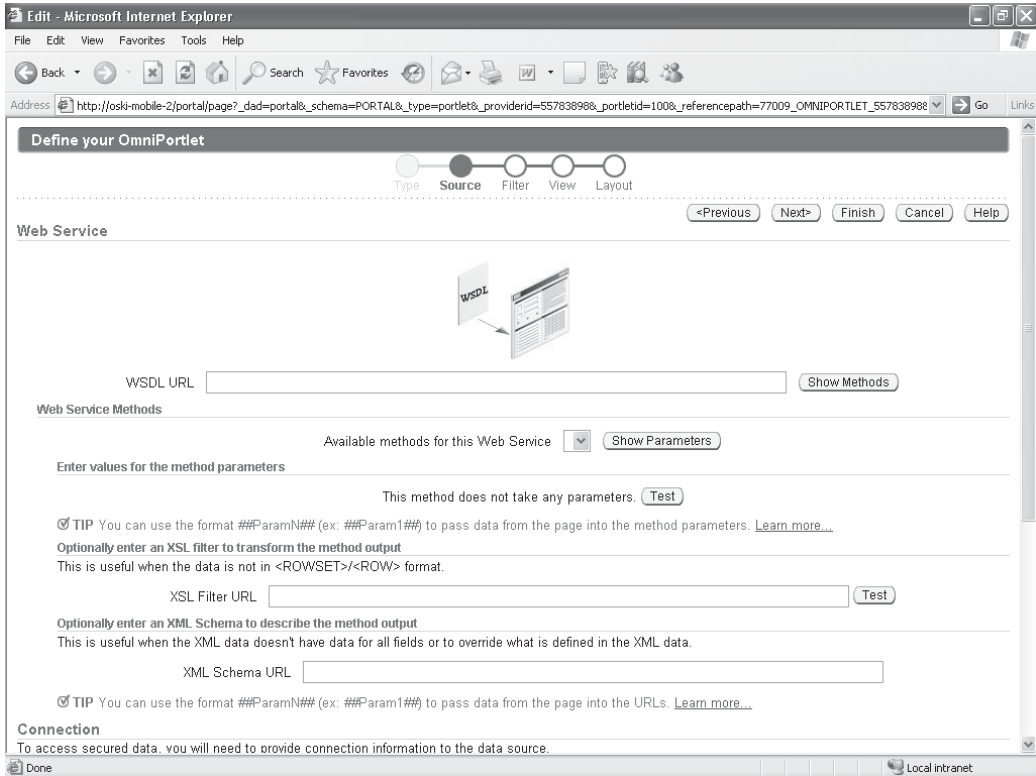 Edit - Microsoft Internet Explorer
File Edit View Favorites Tools Help
Back Search Favorites
Address http://oski-mobile-2/portal/page?_dad=portal&_schema=PORTAL&_type=portlet&_providerid=55783898&_portletid=100&_referencepath=77009_OMNIPORTLET_557838988 Go Links
Define your OmniPortlet
Type Source Filter View Layout
<Previous Next> Finish Cancel Help
Web Service
WSDL
WSDL URL Show Methods
Web Service Methods
Available methods for this Web Service Show Parameters
Enter values for the method parameters
This method does not take any parameters. Test
TIP You can use the format ##ParamN## (ex: ##Param1##) to pass data from the page into the method parameters. Learn more...
Optionally enter an XSL filter to transform the method output
This is useful when the data is not in <ROWSET>/<ROW> format.
XSL Filter URL Test
Optionally enter an XML Schema to describe the method output
This is useful when the XML data doesn't have data for all fields or to override what is defined in the XML data.
XML Schema URL
TIP You can use the format ##ParamN## (ex: ##Param1##) to pass data from the page into the URLs. Learn more...
Connection
To access secured data, you will need to provide connection information to the data source.
Done Local intranet